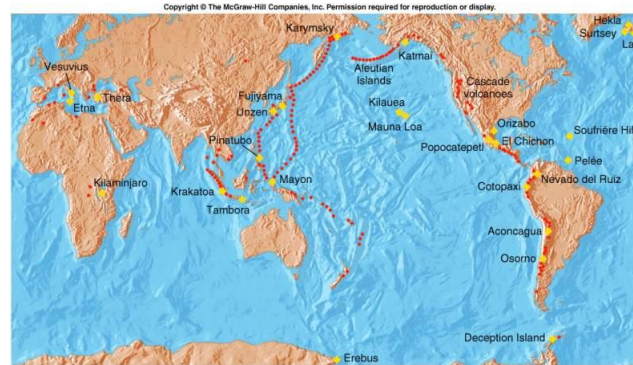 Copyright © The McGraw-Hill Companies, Inc. Permission required for reproduction or display.
Hekla
Surtsey
La
Karymsky
Katmai
Aleutian
Islands
Cascade
volcanoes
Vesuvius
Etna
Thera
Fujiyama
Unzen
Kilauea
Mauna Loa
Orizabo
El Chichon
Popocatepetl
Soufrière Hil
Pinatubo
Pelée
Kilaminjaro
Krakatoa
Mayon
Tambora
Nevado del Ruiz
Cotopaxi
Aconcagua
Osorno
Deception Island
Erebus